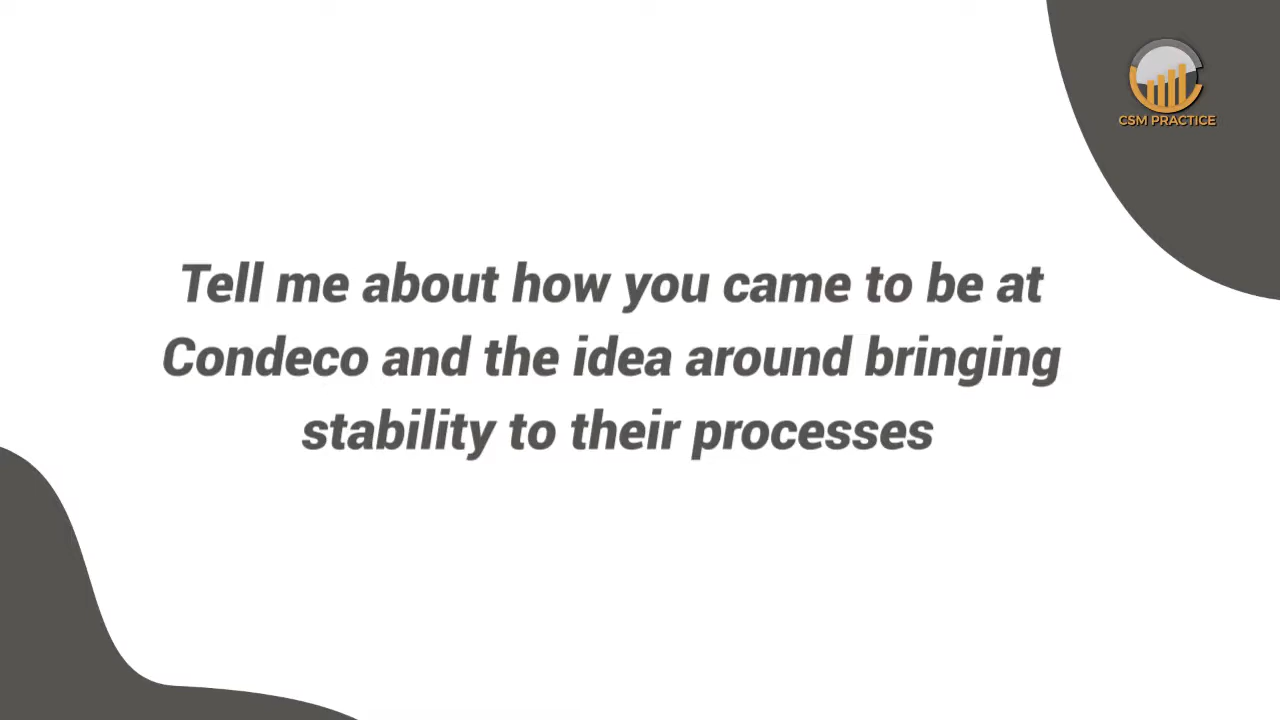 CSM PRACTICE
Tell me about how you came to be at
Condeco and the idea around bringing
stability to their processes